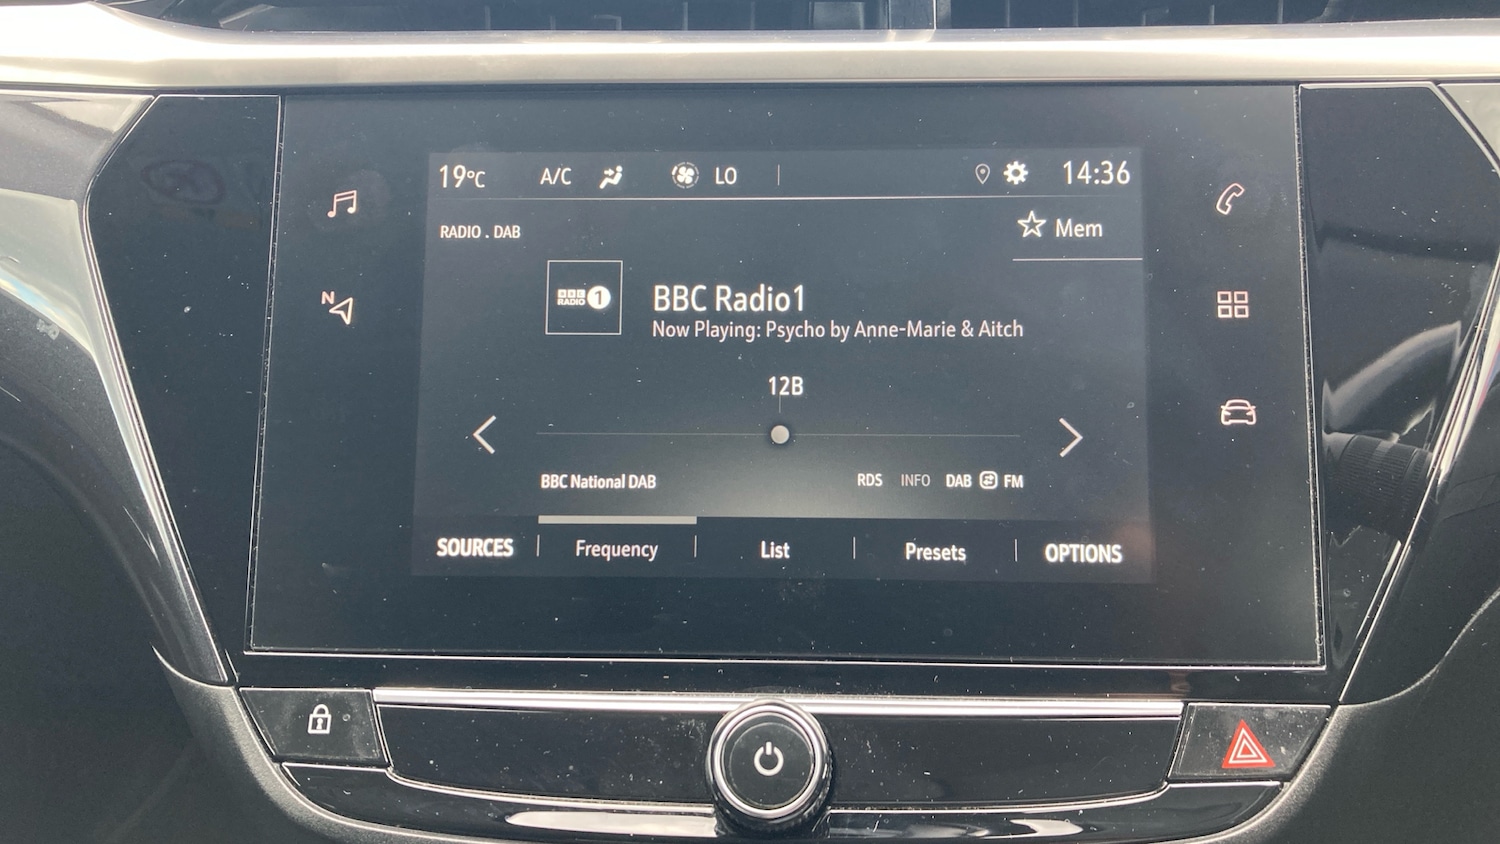 19°C A/C LO 14:36
RADIO . DAB
Mem
BBC RADIO 1
BBC Radio1
Now Playing: Psycho by Anne-Marie & Aitch
N
12B
BBC National DAB RDS INFO DAB FM
SOURCES Frequency List Presets OPTIONS